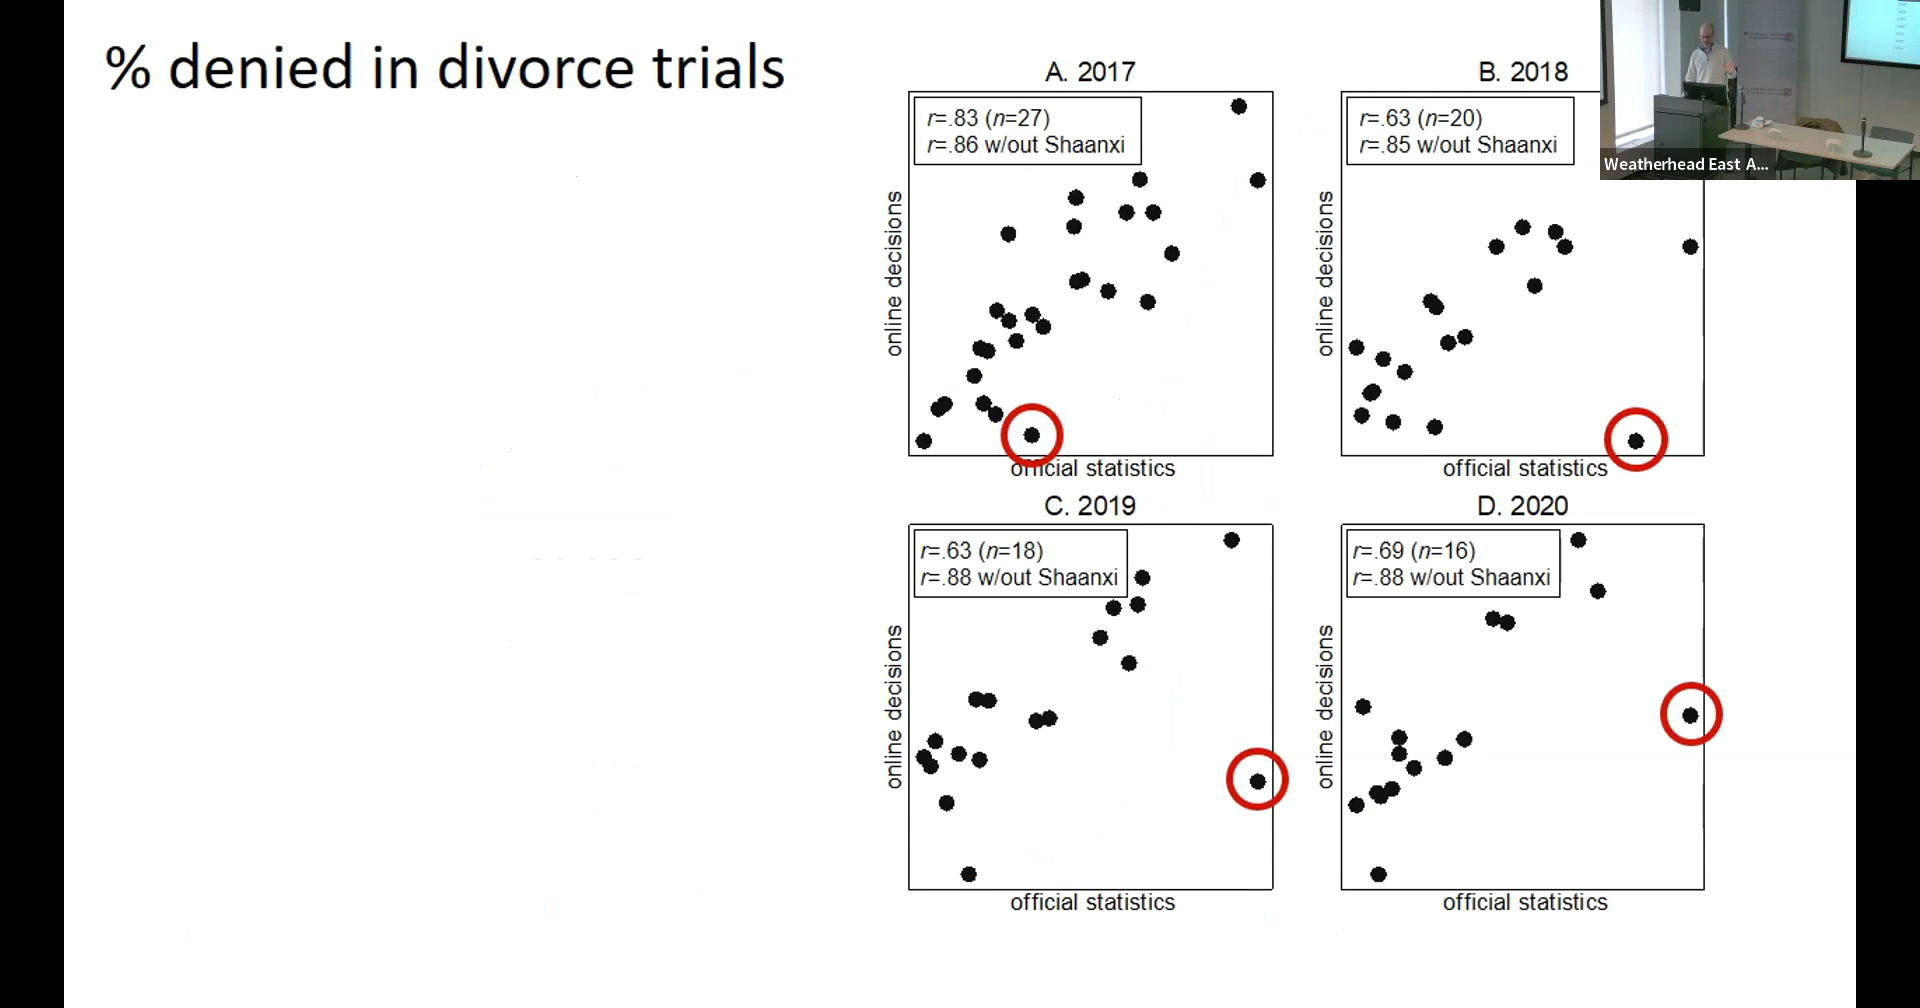 % denied in divorce trials
A. 2017
r=.83 (n=27)
r=.86 w/out Shaanxi
online decisions
official statistics
B. 2018
r=.63 (n=20)
r=.85 w/out Shaanxi
online decisions
official statistics
C. 2019
r=.63 (n=18)
r=.88 w/out Shaanxi
online decisions
official statistics
D. 2020
r=.69 (n=16)
r=.88 w/out Shaanxi
online decisions
official statistics
Weatherhead East A...